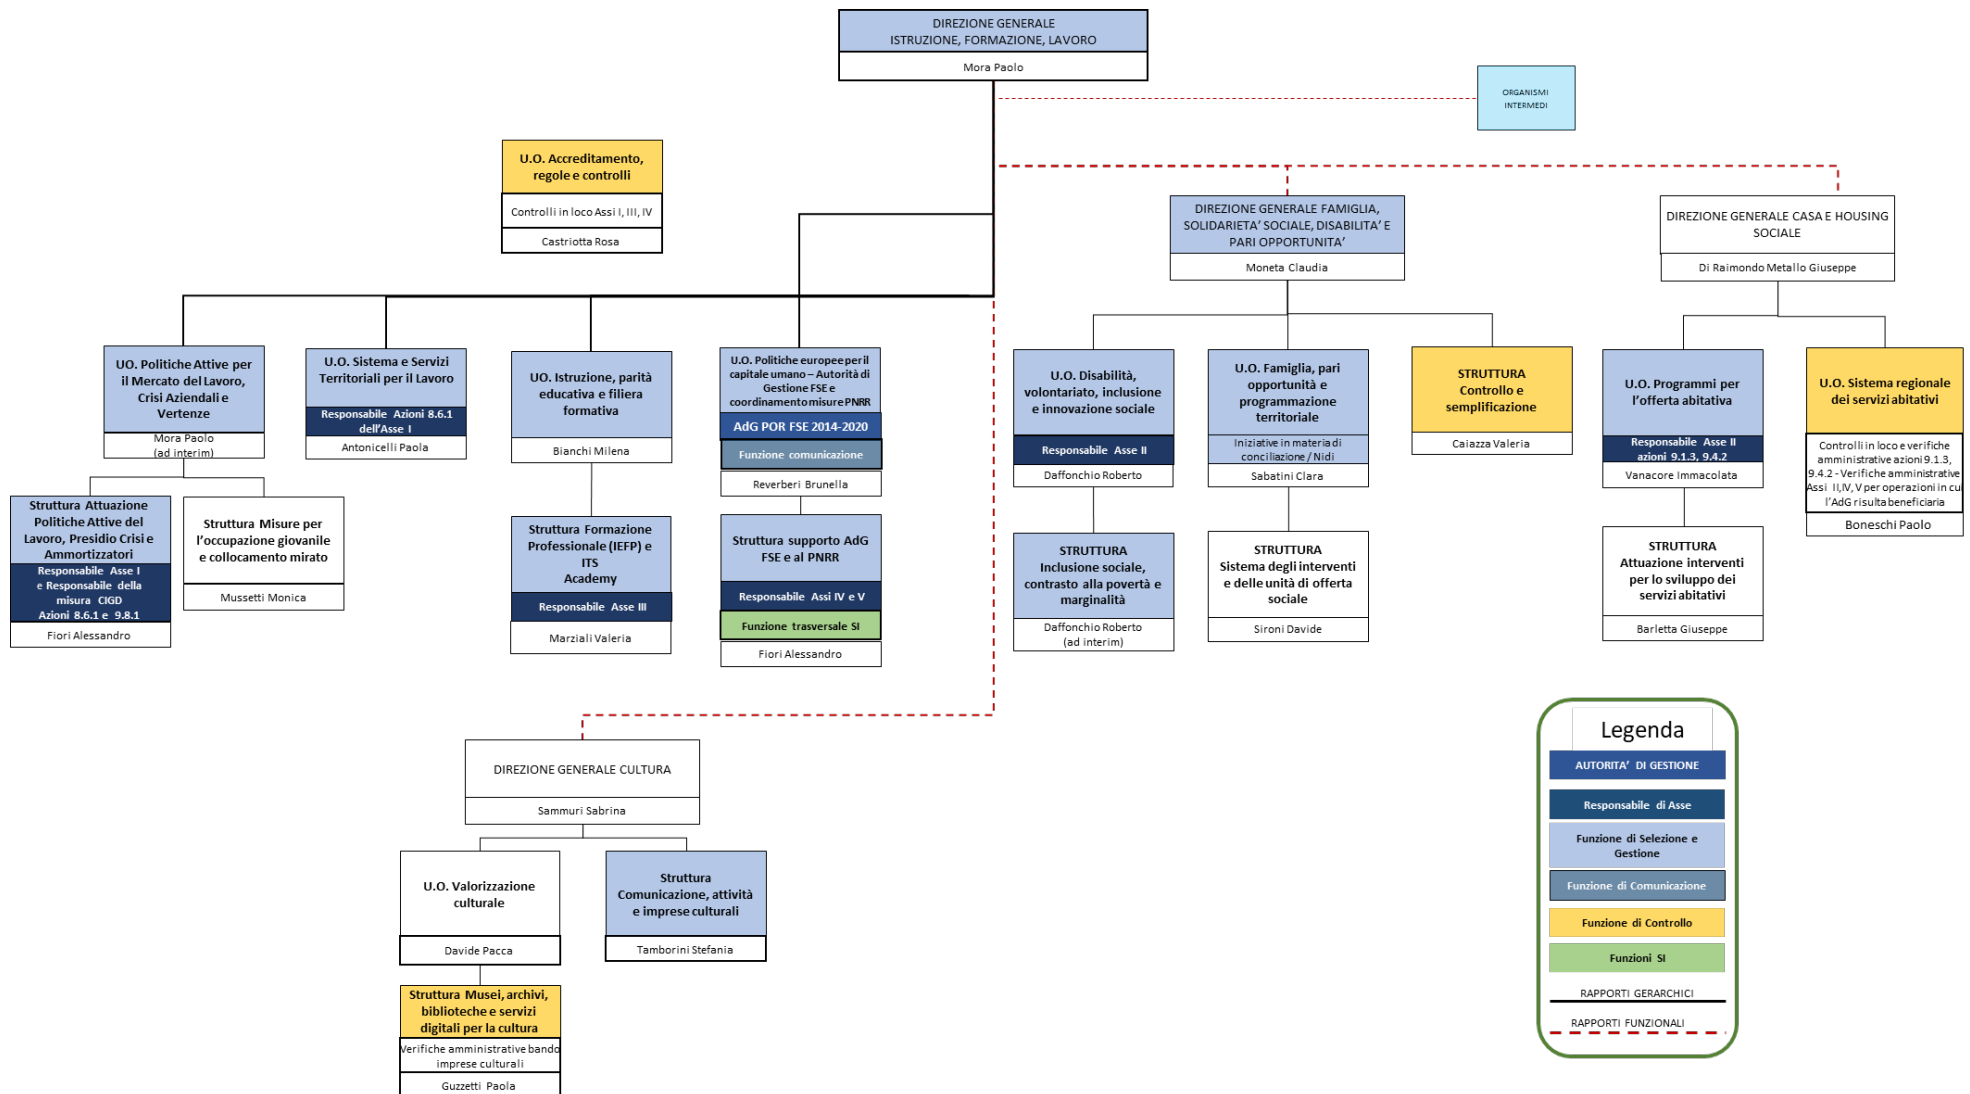 DIREZIONE GENERALE
ISTRUZIONE, FORMAZIONE, LAVORO
Mora Paolo
ORGANISMI
INTERMEDI
U.O. Accreditamento,
regole e controlli
Controlli in loco Assi I, III, IV
Castriotta Rosa
DIREZIONE GENERALE FAMIGLIA,
SOLIDARIETA' SOCIALE, DISABILITA' E
PARI OPPORTUNITA'
Moneta Claudia
DIREZIONE GENERALE CASA E HOUSING
SOCIALE
Di Raimondo Metallo Giuseppe
UO. Politiche Attive per
il Mercato del Lavoro,
Crisi Aziendali e
Vertenze
Mora Paolo
(ad interim)
U.O. Sistema e Servizi
Territoriali per il Lavoro
Responsabile Azioni 8.6.1
dell'Asse I
Antonicelli Paola
UO. Istruzione, parità
educativa e filiera
formativa
Bianchi Milena
U.O. Politiche europee per il
capitale umano – Autorità di
Gestione FSE e
coordinamento misure PNRR
AdG POR FSE 2014-2020
Funzione comunicazione
Reverberi Brunella
U.O. Disabilità,
volontariato, inclusione
e innovazione sociale
Responsabile Asse II
Daffonchio Roberto
U.O. Famiglia, pari
opportunità e
programmazione
territoriale
Iniziative in materia di
conciliazione / Nidi
Sabatini Clara
STRUTTURA
Controllo e
semplificazione
Caiazza Valeria
U.O. Programmi per
l'offerta abitativa
Responsabile Asse II
azioni 9.1.3, 9.4.2
Vanacore Immacolata
U.O. Sistema regionale
dei servizi abitativi
Controlli in loco e verifiche
amministrative azioni 9.1.3,
9.4.2 - Verifiche amministrative
Assi II,IV, V per operazioni in cui
l'AdG risulta beneficiaria
Boneschi Paolo
Struttura Attuazione
Politiche Attive del
Lavoro, Presidio Crisi e
Ammortizzatori
Responsabile Asse I
e Responsabile della
misura CIGD
Azioni 8.6.1 e 9.8.1
Fiori Alessandro
Struttura Misure per
l'occupazione giovanile
e collocamento mirato
Mussetti Monica
Struttura Formazione
Professionale (IEFP) e
ITS
Academy
Responsabile Asse III
Marziali Valeria
Struttura supporto AdG
FSE e al PNRR
Responsabile Assi IV e V
Funzione trasversale SI
Fiori Alessandro
STRUTTURA
Inclusione sociale,
contrasto alla povertà e
marginalità
Daffonchio Roberto
(ad interim)
STRUTTURA
Sistema degli interventi
e delle unità di offerta
sociale
Sironi Davide
STRUTTURA
Attuazione interventi
per lo sviluppo dei
servizi abitativi
Barletta Giuseppe
DIREZIONE GENERALE CULTURA
Sammuri Sabrina
U.O. Valorizzazione
culturale
Davide Pacca
Struttura
Comunicazione, attività
e imprese culturali
Tamborini Stefania
Struttura Musei, archivi,
biblioteche e servizi
digitali per la cultura
Verifiche amministrative bando
imprese culturali
Guzzetti Paola
Legenda
AUTORITA' DI GESTIONE
Responsabile di Asse
Funzione di Selezione e
Gestione
Funzione di Comunicazione
Funzione di Controllo
Funzioni SI
RAPPORTI GERARCHICI
RAPPORTI FUNZIONALI